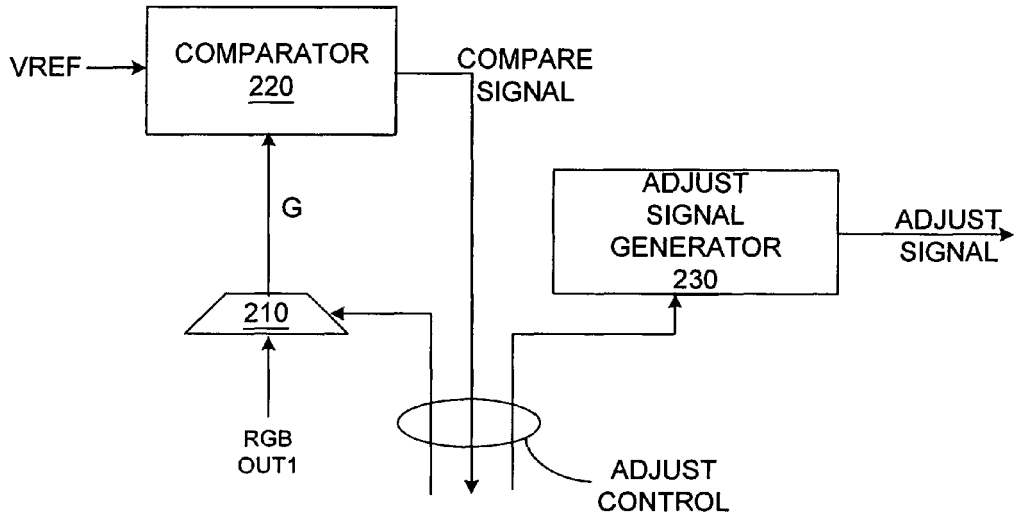 VREF
COMPARATOR
220
COMPARE
SIGNAL
G
210
RGB
OUT1
ADJUST
SIGNAL
GENERATOR
230
ADJUST
SIGNAL
ADJUST
CONTROL